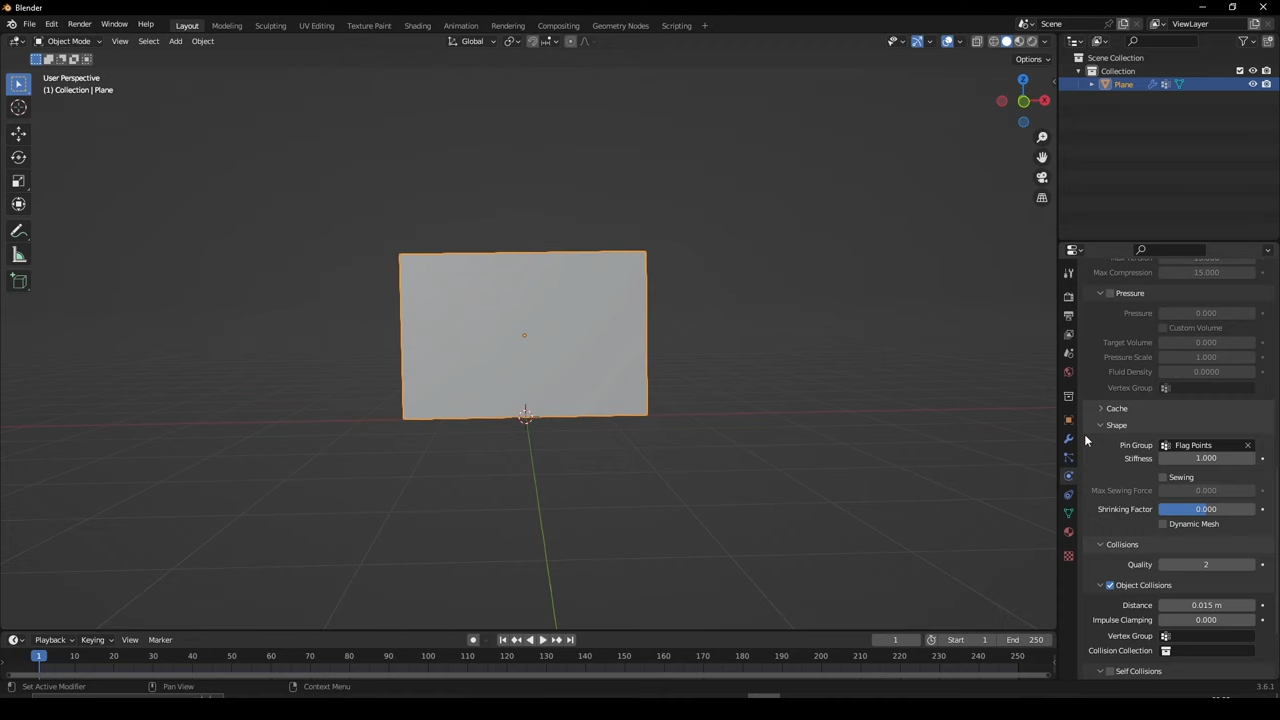 Blender
File Edit Render Window Help Layout Modeling Sculpting UV Editing Texture Paint Shading Animation Rendering Compositing Geometry Nodes Scripting + Scene ViewLayer
Object Mode View Select Add Object Global
Options
User Perspective
(1) Collection | Plane
Z
X
Scene Collection
Collection
Plane
Max Compression 15.000
Pressure
Pressure 0.000
Custom Volume
Target Volume 0.000
Pressure Scale 1.000
Fluid Density 0.0000
Vertex Group
Cache
Shape
Pin Group Flag Points
Stiffness 1.000
Sewing
Max Sewing Force 0.000
Shrinking Factor 0.000
Dynamic Mesh
Collisions
Quality 2
Object Collisions
Distance 0.015 m
Impulse Clamping 0.000
Vertex Group
Collision Collection
Self Collisions
Playback Keying View Marker 1 Start 1 End 250
1 10 20 30 40 50 60 70 80 90 100 110 120 130 140 150 160 170 180 190 200 210 220 230 240 250
Set Active Modifier Pan View Context Menu 3.6.1